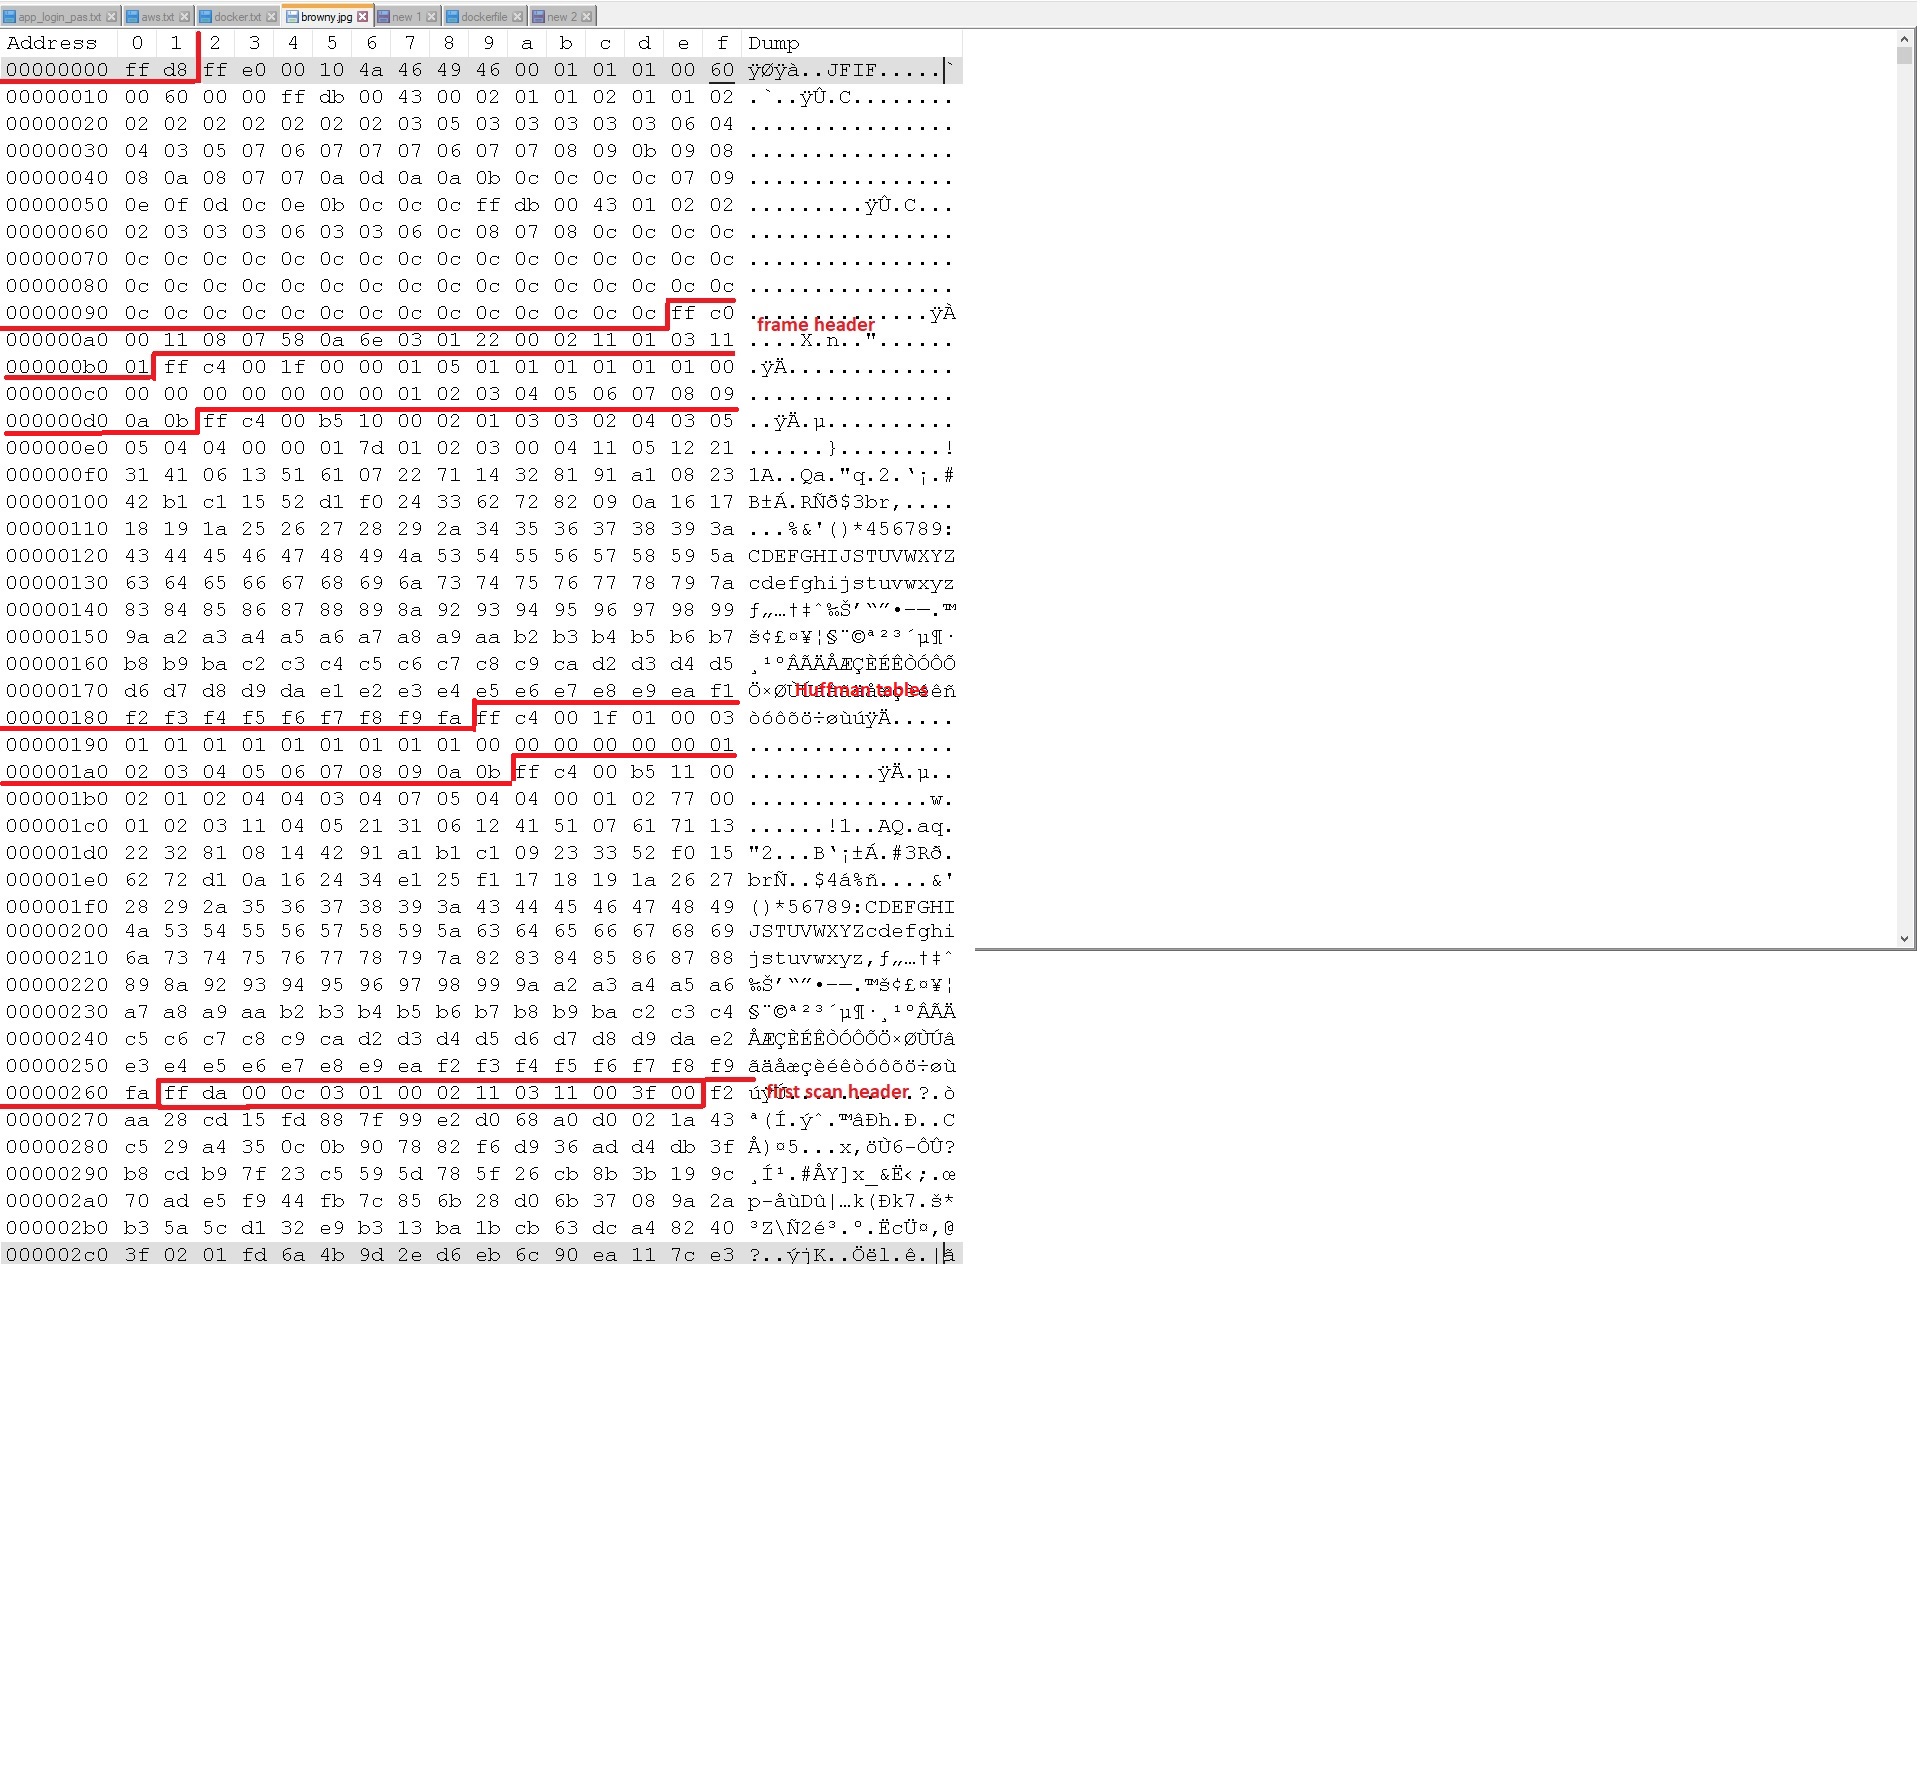 app_login_pas.txt aws.txt docker.txt browny.jpg new 1 dockerfile new 2
Address 0 1 2 3 4 5 6 7 8 9 a b c d e f Dump
00000000 ff d8 ff e0 00 10 4a 46 49 46 00 01 01 01 00 60 ÿØÿà..JFIF.....`
00000010 00 60 00 00 ff db 00 43 00 02 01 01 02 01 01 02 .`..ÿÛ.C........
00000020 02 02 02 02 02 02 02 03 05 03 03 03 03 03 06 04 ................
00000030 04 03 05 07 06 07 07 07 06 07 07 08 09 0b 09 08 ................
00000040 08 0a 08 07 07 0a 0d 0a 0a 0b 0c 0c 0c 0c 07 09 ................
00000050 0e 0f 0d 0c 0e 0b 0c 0c 0c ff db 00 43 01 02 02 .........ÿÛ.C...
00000060 02 03 03 03 06 03 03 06 0c 08 07 08 0c 0c 0c 0c ................
00000070 0c 0c 0c 0c 0c 0c 0c 0c 0c 0c 0c 0c 0c 0c 0c 0c ................
00000080 0c 0c 0c 0c 0c 0c 0c 0c 0c 0c 0c 0c 0c 0c 0c 0c ................
00000090 0c 0c 0c 0c 0c 0c 0c 0c 0c 0c 0c 0c 0c 0c ff c0 ..............ÿÀ
frame header
000000a0 00 11 08 07 58 0a 6e 03 01 22 00 02 11 01 03 11 ....X.n.."......
000000b0 01 ff c4 00 1f 00 00 01 05 01 01 01 01 01 01 00 .ÿÄ.............
000000c0 00 00 00 00 00 00 00 01 02 03 04 05 06 07 08 09 ................
000000d0 0a 0b ff c4 00 b5 10 00 02 01 03 03 02 04 03 05 ..ÿÄ.µ..........
000000e0 05 04 04 00 00 01 7d 01 02 03 00 04 11 05 12 21 ......}........!
000000f0 31 41 06 13 51 61 07 22 71 14 32 81 91 a1 08 23 1A..Qa."q.2.‘¡.#
00000100 42 b1 c1 15 52 d1 f0 24 33 62 72 82 09 0a 16 17 B±Á.RÑð$3br‚....
00000110 18 19 1a 25 26 27 28 29 2a 34 35 36 37 38 39 3a ...%&'()*456789:
00000120 43 44 45 46 47 48 49 4a 53 54 55 56 57 58 59 5a CDEFGHIJSTUVWXYZ
00000130 63 64 65 66 67 68 69 6a 73 74 75 76 77 78 79 7a cdefghijstuvwxyz
00000140 83 84 85 86 87 88 89 8a 92 93 94 95 96 97 98 99 ƒ„…†‡ˆ‰Š’“”•–—.™
00000150 9a a2 a3 a4 a5 a6 a7 a8 a9 aa b2 b3 b4 b5 b6 b7 š¢£¤¥¦§¨©ª²³´µ¶·
00000160 b8 b9 ba c2 c3 c4 c5 c6 c7 c8 c9 ca d2 d3 d4 d5 ¸¹ºÂÃÄÅÆÇÈÉÊÒÓÔÕ
00000170 d6 d7 d8 d9 da e1 e2 e3 e4 e5 e6 e7 e8 e9 ea f1 Ö×ØÙÚáâãäåæçèéêñ
Huffman tables
00000180 f2 f3 f4 f5 f6 f7 f8 f9 fa ff c4 00 1f 01 00 03 òóôõö÷øùúÿÄ.....
00000190 01 01 01 01 01 01 01 01 01 00 00 00 00 00 00 01 ................
000001a0 02 03 04 05 06 07 08 09 0a 0b ff c4 00 b5 11 00 ..........ÿÄ.µ..
000001b0 02 01 02 04 04 03 04 07 05 04 04 00 01 02 77 00 ..............w.
000001c0 01 02 03 11 04 05 21 31 06 12 41 51 07 61 71 13 ......!1..AQ.aq.
000001d0 22 32 81 08 14 42 91 a1 b1 c1 09 23 33 52 f0 15 "2...B‘¡±Á.#3Rð.
000001e0 62 72 d1 0a 16 24 34 e1 25 f1 17 18 19 1a 26 27 brÑ..$4á%ñ....&'
000001f0 28 29 2a 35 36 37 38 39 3a 43 44 45 46 47 48 49 ()*56789:CDEFGHI
00000200 4a 53 54 55 56 57 58 59 5a 63 64 65 66 67 68 69 JSTUVWXYZcdefghi
00000210 6a 73 74 75 76 77 78 79 7a 82 83 84 85 86 87 88 jstuvwxyz‚ƒ„…†‡ˆ
00000220 89 8a 92 93 94 95 96 97 98 99 9a a2 a3 a4 a5 a6 ‰Š’“”•–—.™š¢£¤¥¦
00000230 a7 a8 a9 aa b2 b3 b4 b5 b6 b7 b8 b9 ba c2 c3 c4 §¨©ª²³´µ¶·¸¹ºÂÃÄ
00000240 c5 c6 c7 c8 c9 ca d2 d3 d4 d5 d6 d7 d8 d9 da e2 ÅÆÇÈÉÊÒÓÔÕÖ×ØÙÚâ
00000250 e3 e4 e5 e6 e7 e8 e9 ea f2 f3 f4 f5 f6 f7 f8 f9 ãäåæçèéêòóôõö÷øù
00000260 fa ff da 00 0c 03 01 00 02 11 03 11 00 3f 00 f2 úÿÚ..........?.ò
first scan header
00000270 aa 28 cd 15 fd 88 7f 99 e2 d0 68 a0 d0 02 1a 43 ª(Í.ýˆ.™âÐh.Ð..C
00000280 c5 29 a4 35 0c 0b 90 78 82 f6 d9 36 ad d4 db 3f Å)¤5...x‚öÙ6-ÔÛ?
00000290 b8 cd b9 7f 23 c5 59 5d 78 5f 26 cb 8b 3b 19 9c ¸Í¹.#ÅY]x_&Ë‹;.œ
000002a0 70 ad e5 f9 44 fb 7c 85 6b 28 d0 6b 37 08 9a 2a p-åùDû|…k(Ðk7.š*
000002b0 b3 5a 5c d1 32 e9 b3 13 ba 1b cb 63 dc a4 82 40 ³Z\Ñ2é³.º.ËcÜ¤‚@
000002c0 3f 02 01 fd 6a 4b 9d 2e d6 eb 6c 90 ea 11 7c e3 ?..ýjK..Öël.ê.|ã